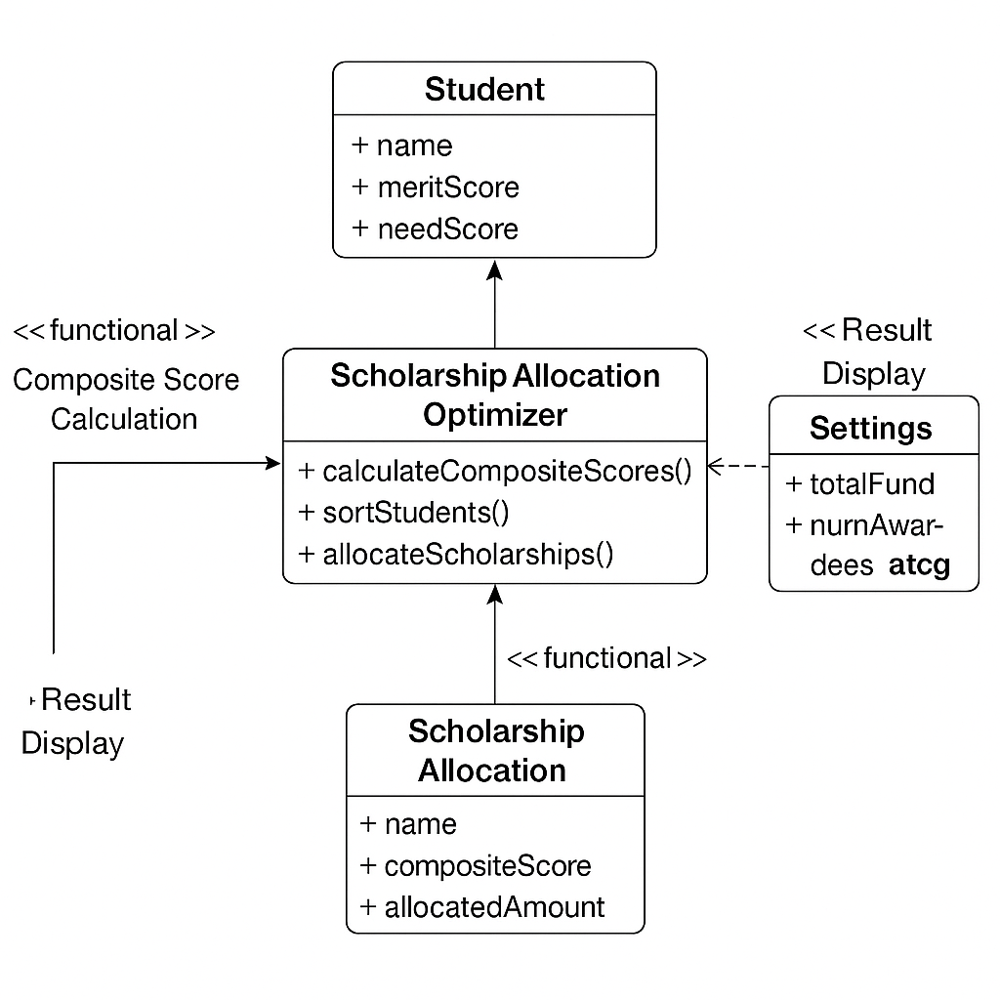 Student
+ name
+ meritScore
+ needScore
<< functional >>
Composite Score
Calculation
Scholarship Allocation
Optimizer
+ calculateCompositeScores()
+ sortStudents()
+ allocateScholarships()
<< Result
Display
Settings
+ totalFund
+ nurnAwar-
dees atcg
<< functional >>
Result
Display
Scholarship
Allocation
+ name
+ compositeScore
+ allocatedAmount